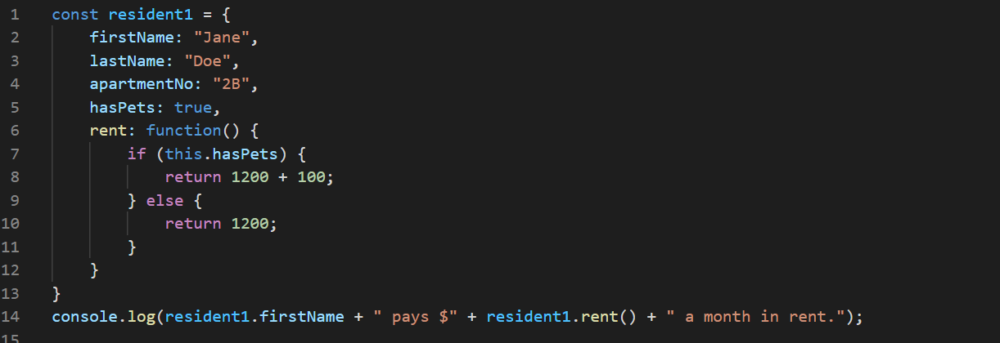 1 const resident1 = {
2 firstName: "Jane",
3 lastName: "Doe",
4 apartmentNo: "2B",
5 hasPets: true,
6 rent: function() {
7 if (this.hasPets) {
8 return 1200 + 100;
9 } else {
10 return 1200;
11 }
12 }
13 }
14 console.log(resident1.firstName + " pays $" + resident1.rent() + " a month in rent.");
15